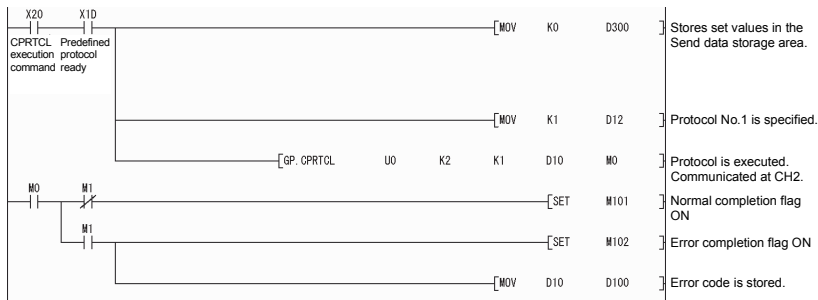 X20 X1D
MOV K0 D300 Stores set values in the
Send data storage area.
CPRTCL Predefined
execution protocol
command ready
MOV K1 D12 Protocol No.1 is specified.
GP.CPRTCL U0 K2 K1 D10 M0 Protocol is executed.
Communicated at CH2.
M0 M1
SET M101 Normal completion flag
ON
M1
SET M102 Error completion flag ON
MOV D10 D100 Error code is stored.